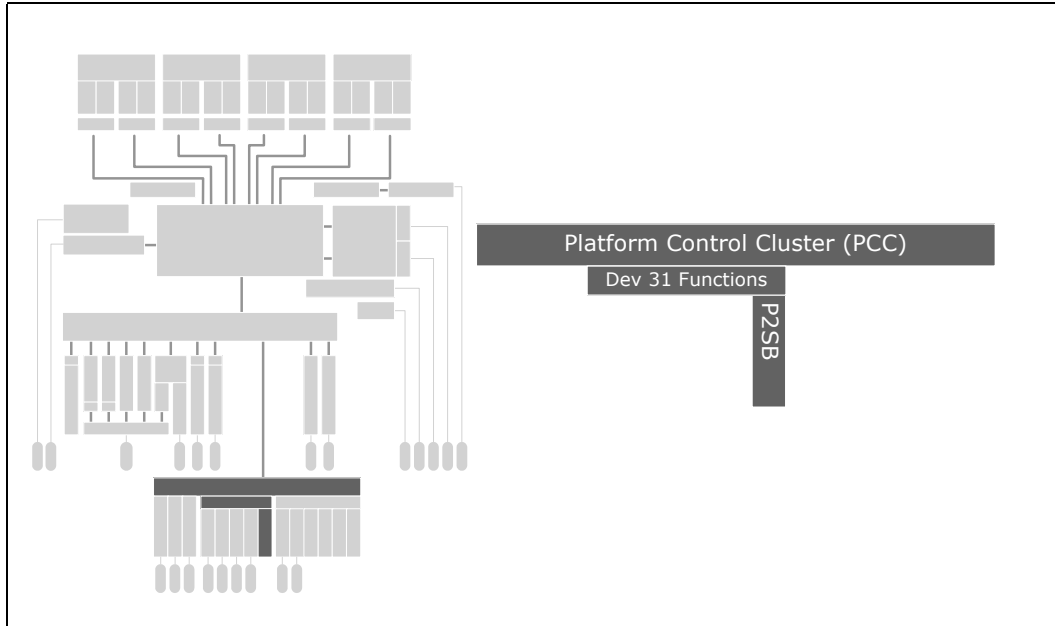 Platform Control Cluster (PCC)
Dev 31 Functions
P2SB